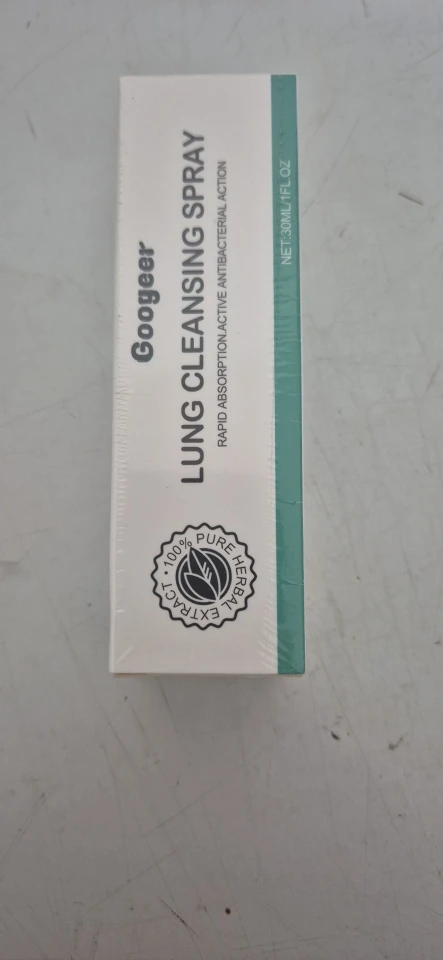 Googeer
LUNG CLEANSING SPRAY
RAPID ABSORPTION.ACTIVE ANTIBACTERIAL ACTION
100% PURE HERBAL EXTRACT •
NET:30ML/1FL OZ